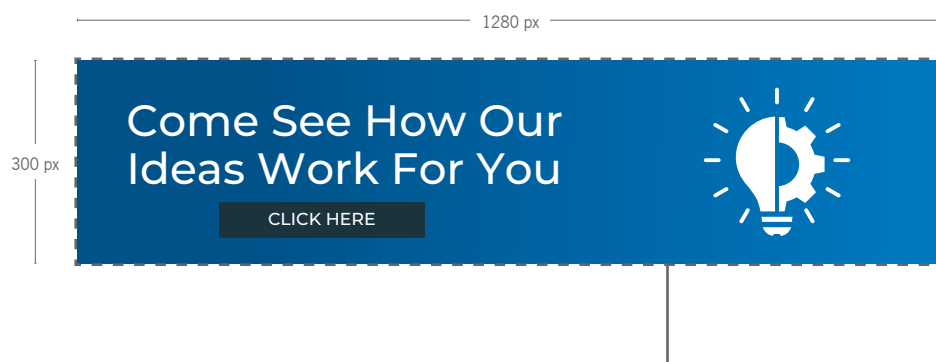 1280 px
Come See How Our
Ideas Work For You
300 px
CLICK HERE